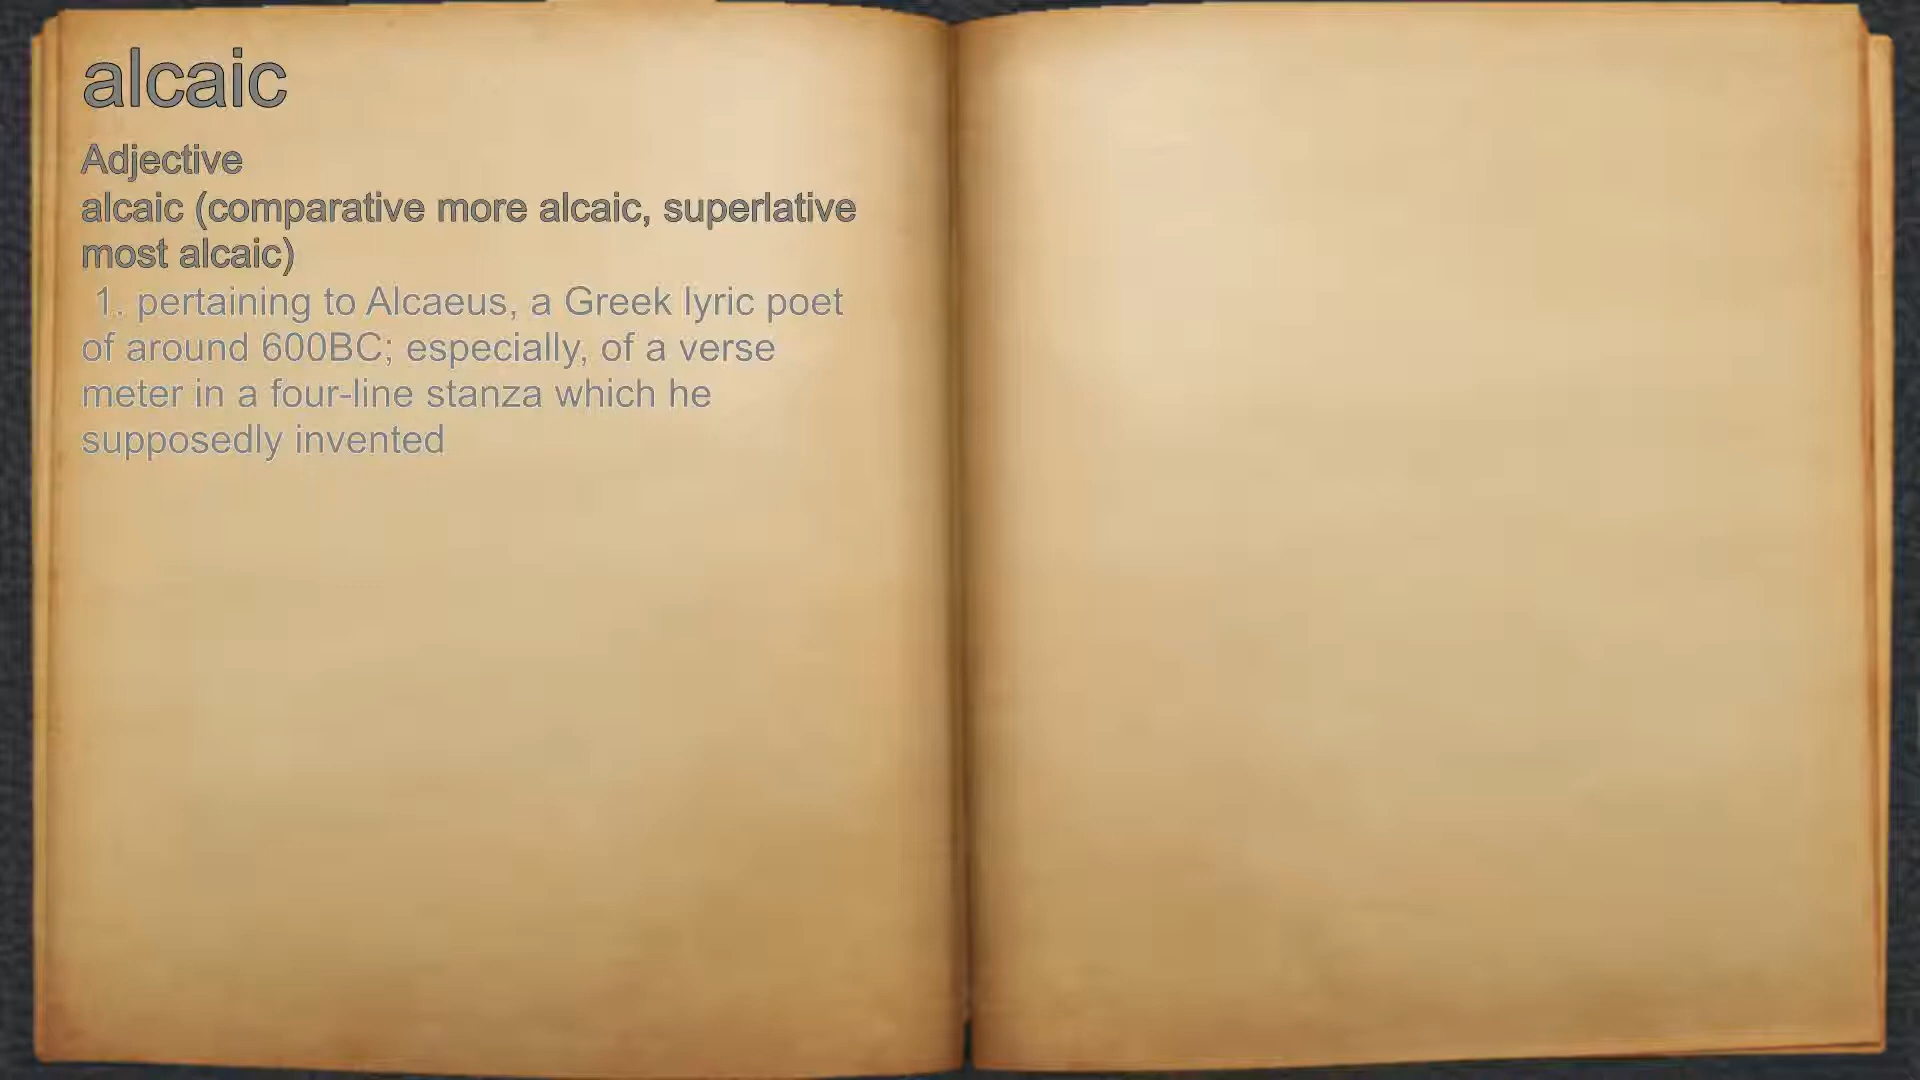 alcaic
Adjective
alcaic (comparative more alcaic, superlative
most alcaic)
1. pertaining to Alcaeus, a Greek lyric poet
of around 600BC; especially, of a verse
meter in a four-line stanza which he
supposedly invented